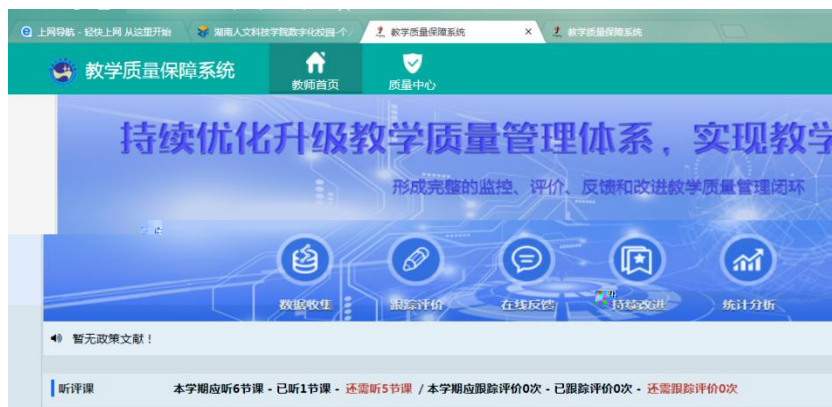 上网导航 - 轻快上网 从这里开始
湖南人文科技学院数字化校园-个
教学质量保障系统
教学质量保障系统
教学质量保障系统
教师首页
质量中心
持续优化升级教学质量管理体系，实现教学
形成完整的监控、评价、反馈和改进教学质量管理闭环
数据收集
跟踪评价
在线反馈
持续改进
统计分析
暂无政策文献！
听评课
本学期应听6节课 - 已听1节课 - 还需听5节课 / 本学期应跟踪评价0次 - 已跟踪评价0次 - 还需跟踪评价0次